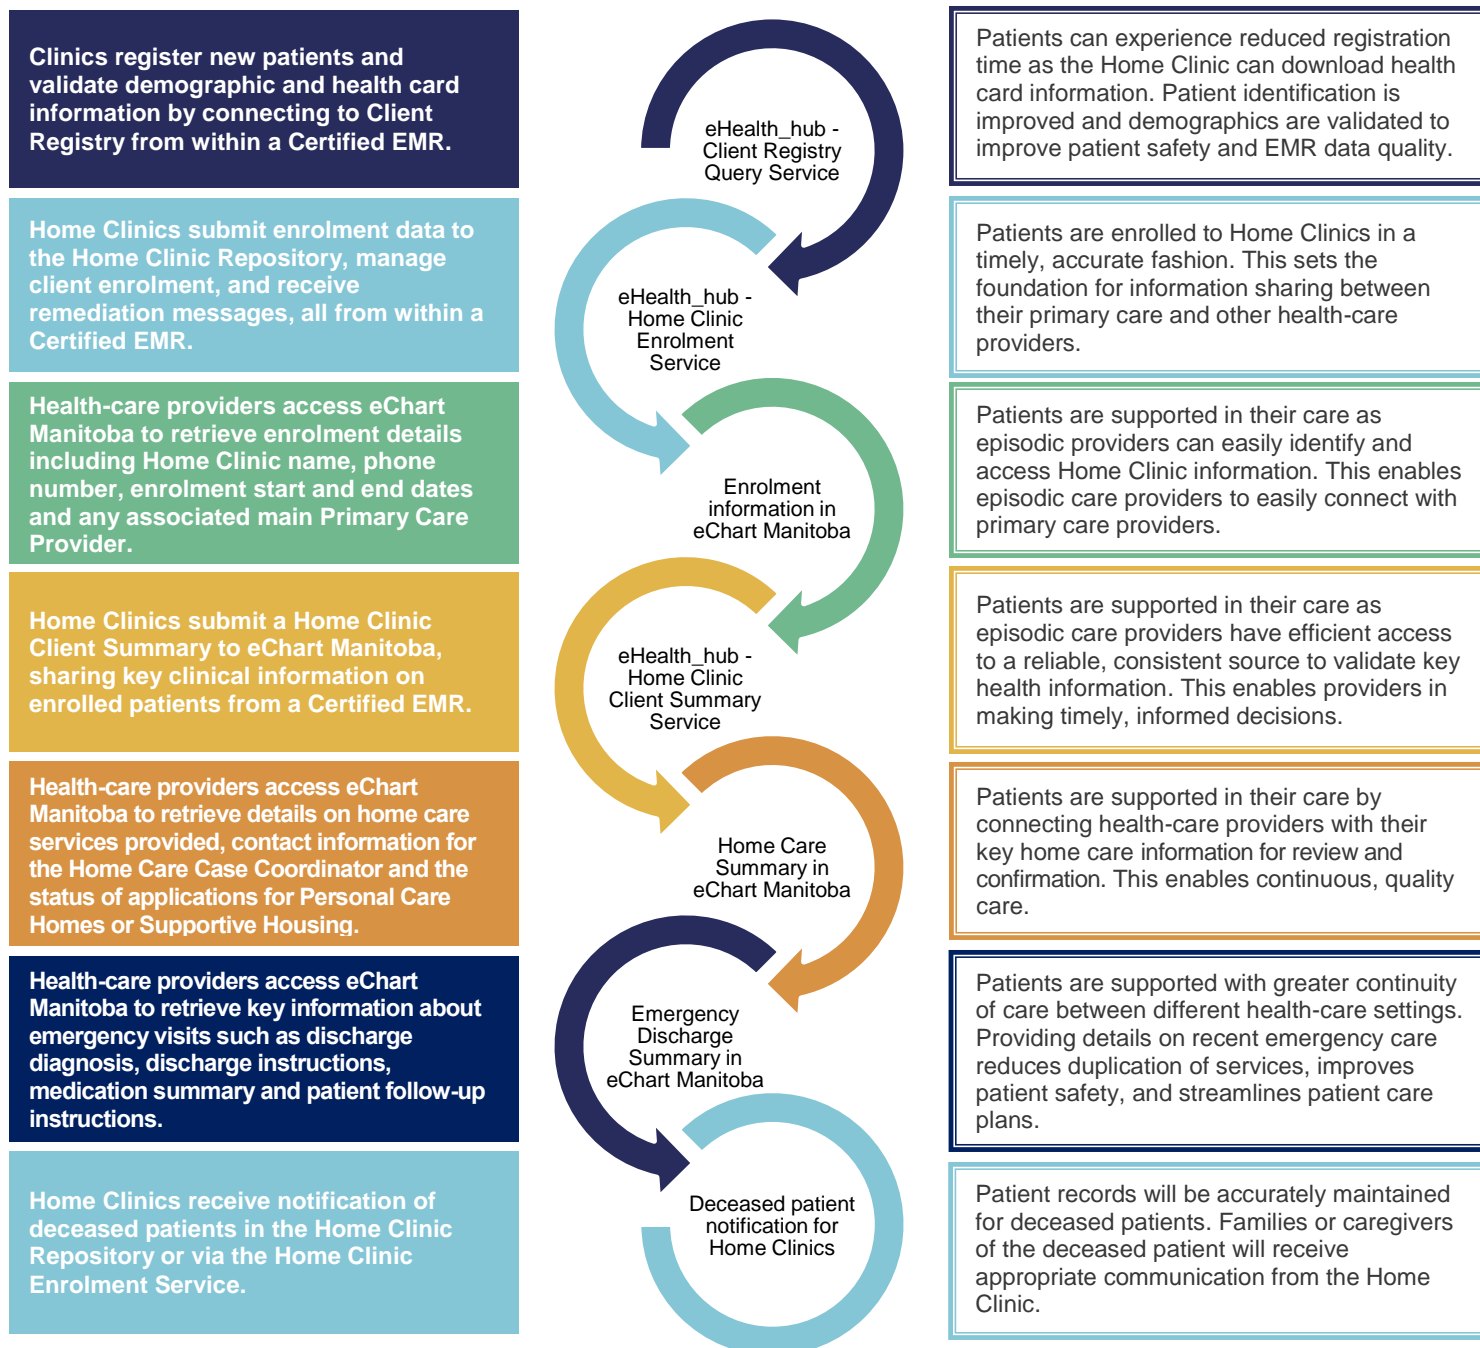 Clinics register new patients and
validate demographic and health card
information by connecting to Client
Registry from within a Certified EMR.
eHealth_hub -
Client Registry
Query Service
Patients can experience reduced registration
time as the Home Clinic can download health
card information. Patient identification is
improved and demographics are validated to
improve patient safety and EMR data quality.
Home Clinics submit enrolment data to
the Home Clinic Repository, manage
client enrolment, and receive
remediation messages, all from within a
Certified EMR.
eHealth_hub -
Home Clinic
Enrolment
Service
Patients are enrolled to Home Clinics in a
timely, accurate fashion. This sets the
foundation for information sharing between
their primary care and other health-care
providers.
Health-care providers access eChart
Manitoba to retrieve enrolment details
including Home Clinic name, phone
number, enrolment start and end dates
and any associated main Primary Care
Provider.
Enrolment
information in
eChart Manitoba
Patients are supported in their care as
episodic providers can easily identify and
access Home Clinic information. This enables
episodic care providers to easily connect with
primary care providers.
Home Clinics submit a Home Clinic
Client Summary to eChart Manitoba,
sharing key clinical information on
enrolled patients from a Certified EMR.
eHealth_hub -
Home Clinic
Client Summary
Service
Patients are supported in their care as
episodic care providers have efficient access
to a reliable, consistent source to validate key
health information. This enables providers in
making timely, informed decisions.
Health-care providers access eChart
Manitoba to retrieve details on home care
services provided, contact information for
the Home Care Case Coordinator and the
status of applications for Personal Care
Homes or Supportive Housing.
Home Care
Summary in
eChart Manitoba
Patients are supported in their care by
connecting health-care providers with their
key home care information for review and
confirmation. This enables continuous, quality
care.
Health-care providers access eChart
Manitoba to retrieve key information about
emergency visits such as discharge
diagnosis, discharge instructions,
medication summary and patient follow-up
instructions.
Emergency
Discharge
Summary in
eChart Manitoba
Patients are supported with greater continuity
of care between different health-care settings.
Providing details on recent emergency care
reduces duplication of services, improves
patient safety, and streamlines patient care
plans.
Home Clinics receive notification of
deceased patients in the Home Clinic
Repository or via the Home Clinic
Enrolment Service.
Deceased patient
notification for
Home Clinics
Patient records will be accurately maintained
for deceased patients. Families or caregivers
of the deceased patient will receive
appropriate communication from the Home
Clinic.